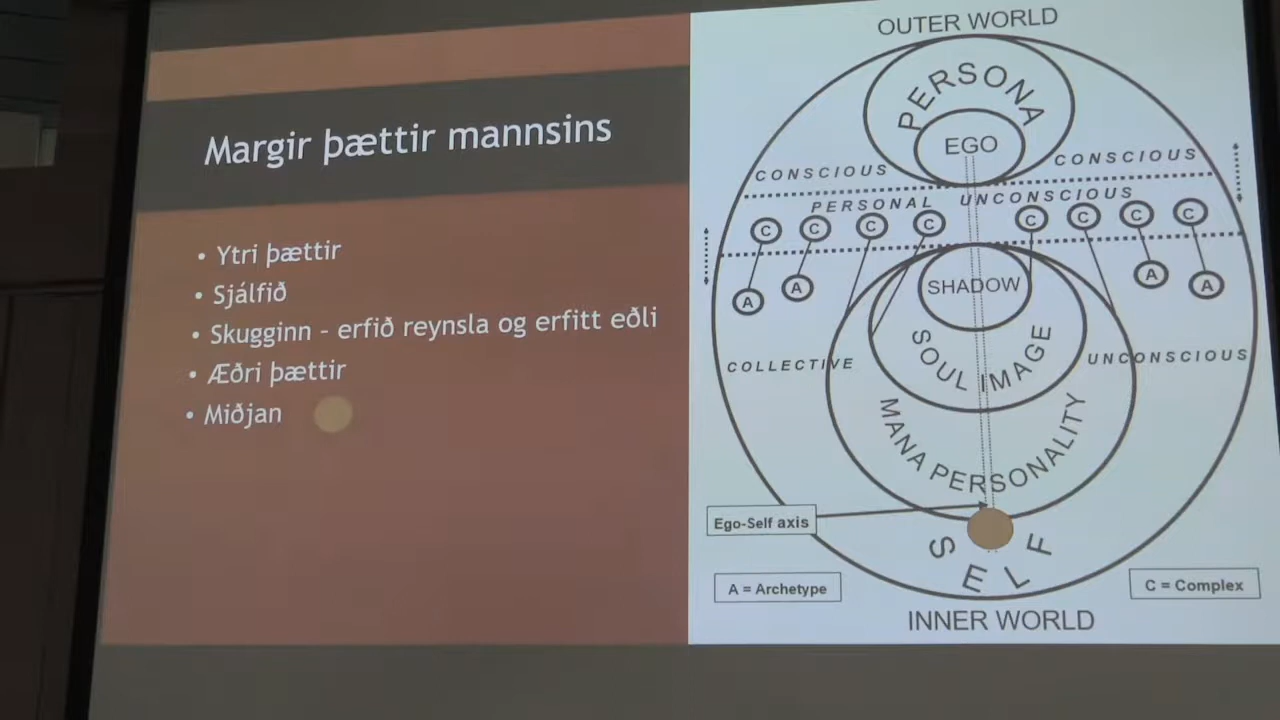 Margir þættir mannsins
• Ytri þættir
• Sjálfið
• Skugginn – erfið reynsla og erfitt eðli
• Æðri þættir
• Miðjan
OUTER WORLD
PERSONA
EGO
CONSCIOUS CONSCIOUS
PERSONAL UNCONSCIOUS
C C C C C C C C
A A A A
SHADOW
SOUL IMAGE
COLLECTIVE UNCONSCIOUS
MANA PERSONALITY
Ego-Self axis
SELF
A = Archetype
C = Complex
INNER WORLD